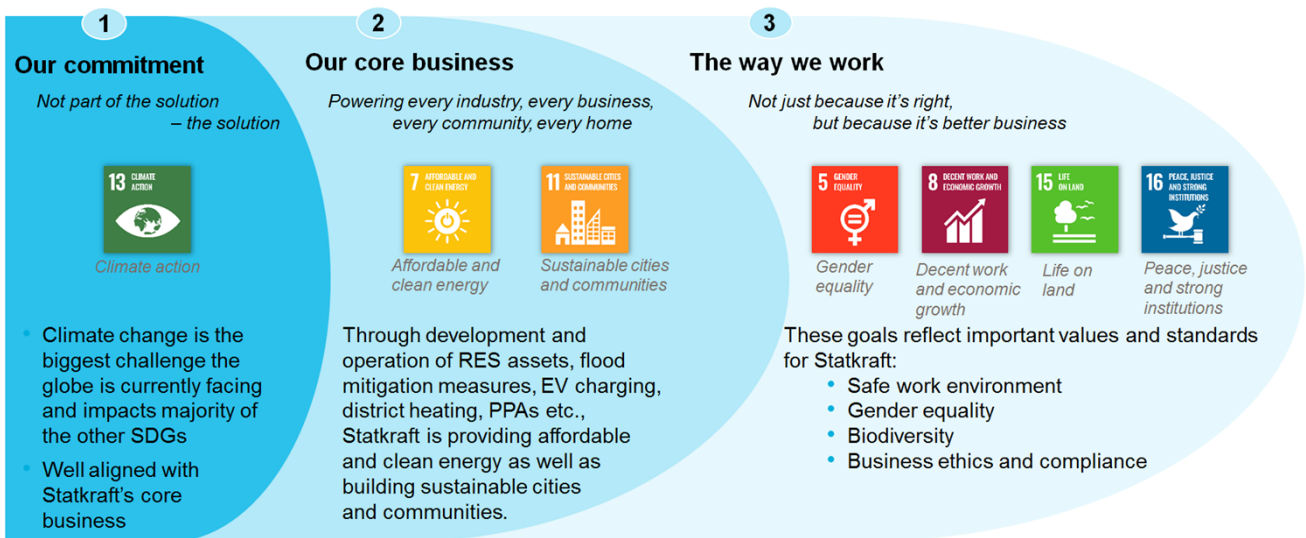 1
Our commitment
Not part of the solution
– the solution
13 CLIMATE
ACTION
Climate action
• Climate change is the
biggest challenge the
globe is currently facing
and impacts majority of
the other SDGs
• Well aligned with
Statkraft's core
business
2
Our core business
Powering every industry, every business,
every community, every home
7 AFFORDABLE AND
CLEAN ENERGY
Affordable and
clean energy
11 SUSTAINABLE CITIES
AND COMMUNITIES
Sustainable cities
and communities
Through development and
operation of RES assets, flood
mitigation measures, EV charging,
district heating, PPAs etc.,
Statkraft is providing affordable
and clean energy as well as
building sustainable cities
and communities.
3
The way we work
Not just because it's right,
but because it's better business
5 GENDER
EQUALITY
Gender
equality
8 DECENT WORK AND
ECONOMIC GROWTH
Decent work
and economic
growth
15 LIFE
ON LAND
Life on
land
16 PEACE, JUSTICE
AND STRONG
INSTITUTIONS
Peace, justice
and strong
institutions
These goals reflect important values and standards
for Statkraft:
• Safe work environment
• Gender equality
• Biodiversity
• Business ethics and compliance